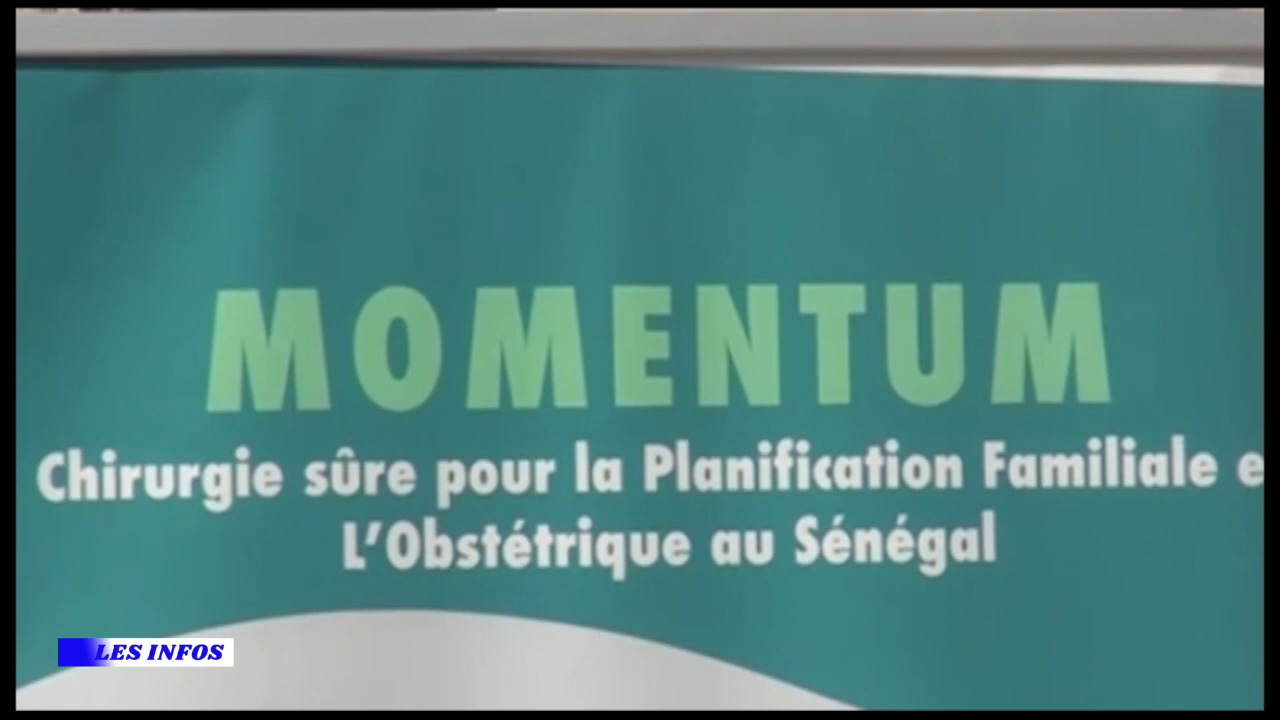 MOMENTUM
Chirurgie sûre pour la Planification Familiale e
L'Obstétrique au Sénégal
LES INFOS